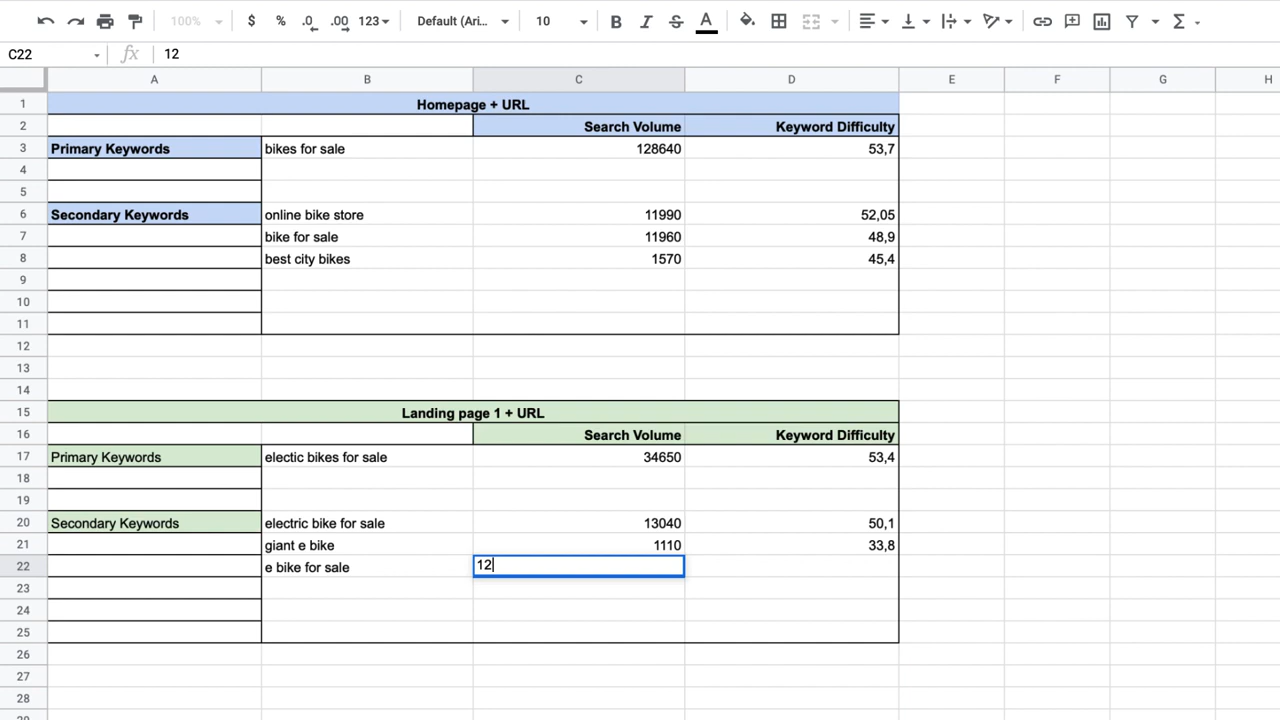 100% $ % .0 .00 123 Default (Ari... 10 B I S A
C22 fx 12
A B C D E F G H
1 Homepage + URL
2 Search Volume Keyword Difficulty
3 Primary Keywords bikes for sale 128640 53,7
4
5
6 Secondary Keywords online bike store 11990 52,05
7 bike for sale 11960 48,9
8 best city bikes 1570 45,4
9
10
11
12
13
14
15 Landing page 1 + URL
16 Search Volume Keyword Difficulty
17 Primary Keywords electic bikes for sale 34650 53,4
18
19
20 Secondary Keywords electric bike for sale 13040 50,1
21 giant e bike 1110 33,8
22 e bike for sale 12
23
24
25
26
27
28